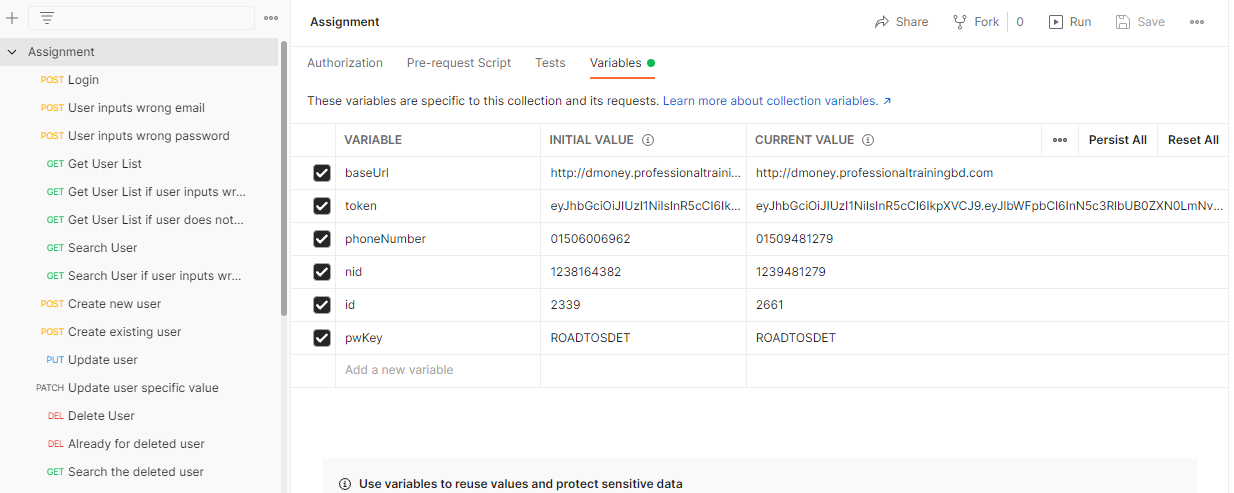 Assignment
POST Login
POST User inputs wrong email
POST User inputs wrong password
GET Get User List
GET Get User List if user inputs wr...
GET Get User List if user does not...
GET Search User
GET Search User if user inputs wr...
POST Create new user
POST Create existing user
PUT Update user
PATCH Update user specific value
DEL Delete User
DEL Already for deleted user
GET Search the deleted user
Assignment Share Fork 0 Run Save
Authorization Pre-request Script Tests Variables
These variables are specific to this collection and its requests. Learn more about collection variables. ↗
VARIABLE INITIAL VALUE CURRENT VALUE Persist All Reset All
baseUrl http://dmoney.professionaltraini... http://dmoney.professionaltrainingbd.com
token eyJhbGciOiJIUzI1NiIsInR5cCI6Ik... eyJhbGciOiJIUzI1NiIsInR5cCI6IkpXVCJ9.eyJlbWFpbCI6InN5c3RlbUB0ZXN0LmNv...
phoneNumber 01506006962 01509481279
nid 1238164382 1239481279
id 2339 2661
pwKey ROADTOSDET ROADTOSDET
Add a new variable
Use variables to reuse values and protect sensitive data